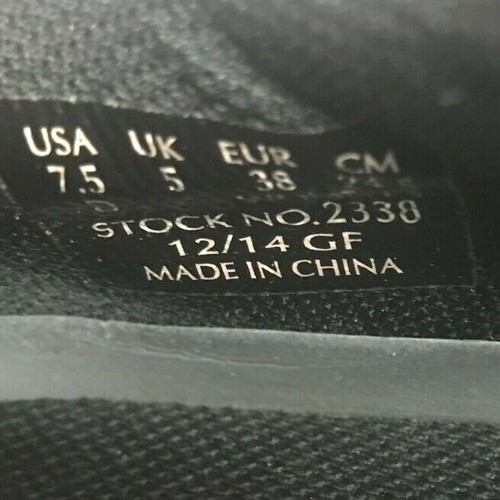 USA UK EUR CM
7.5 5 38
STOCK NO.2338
12/14 GF
MADE IN CHINA